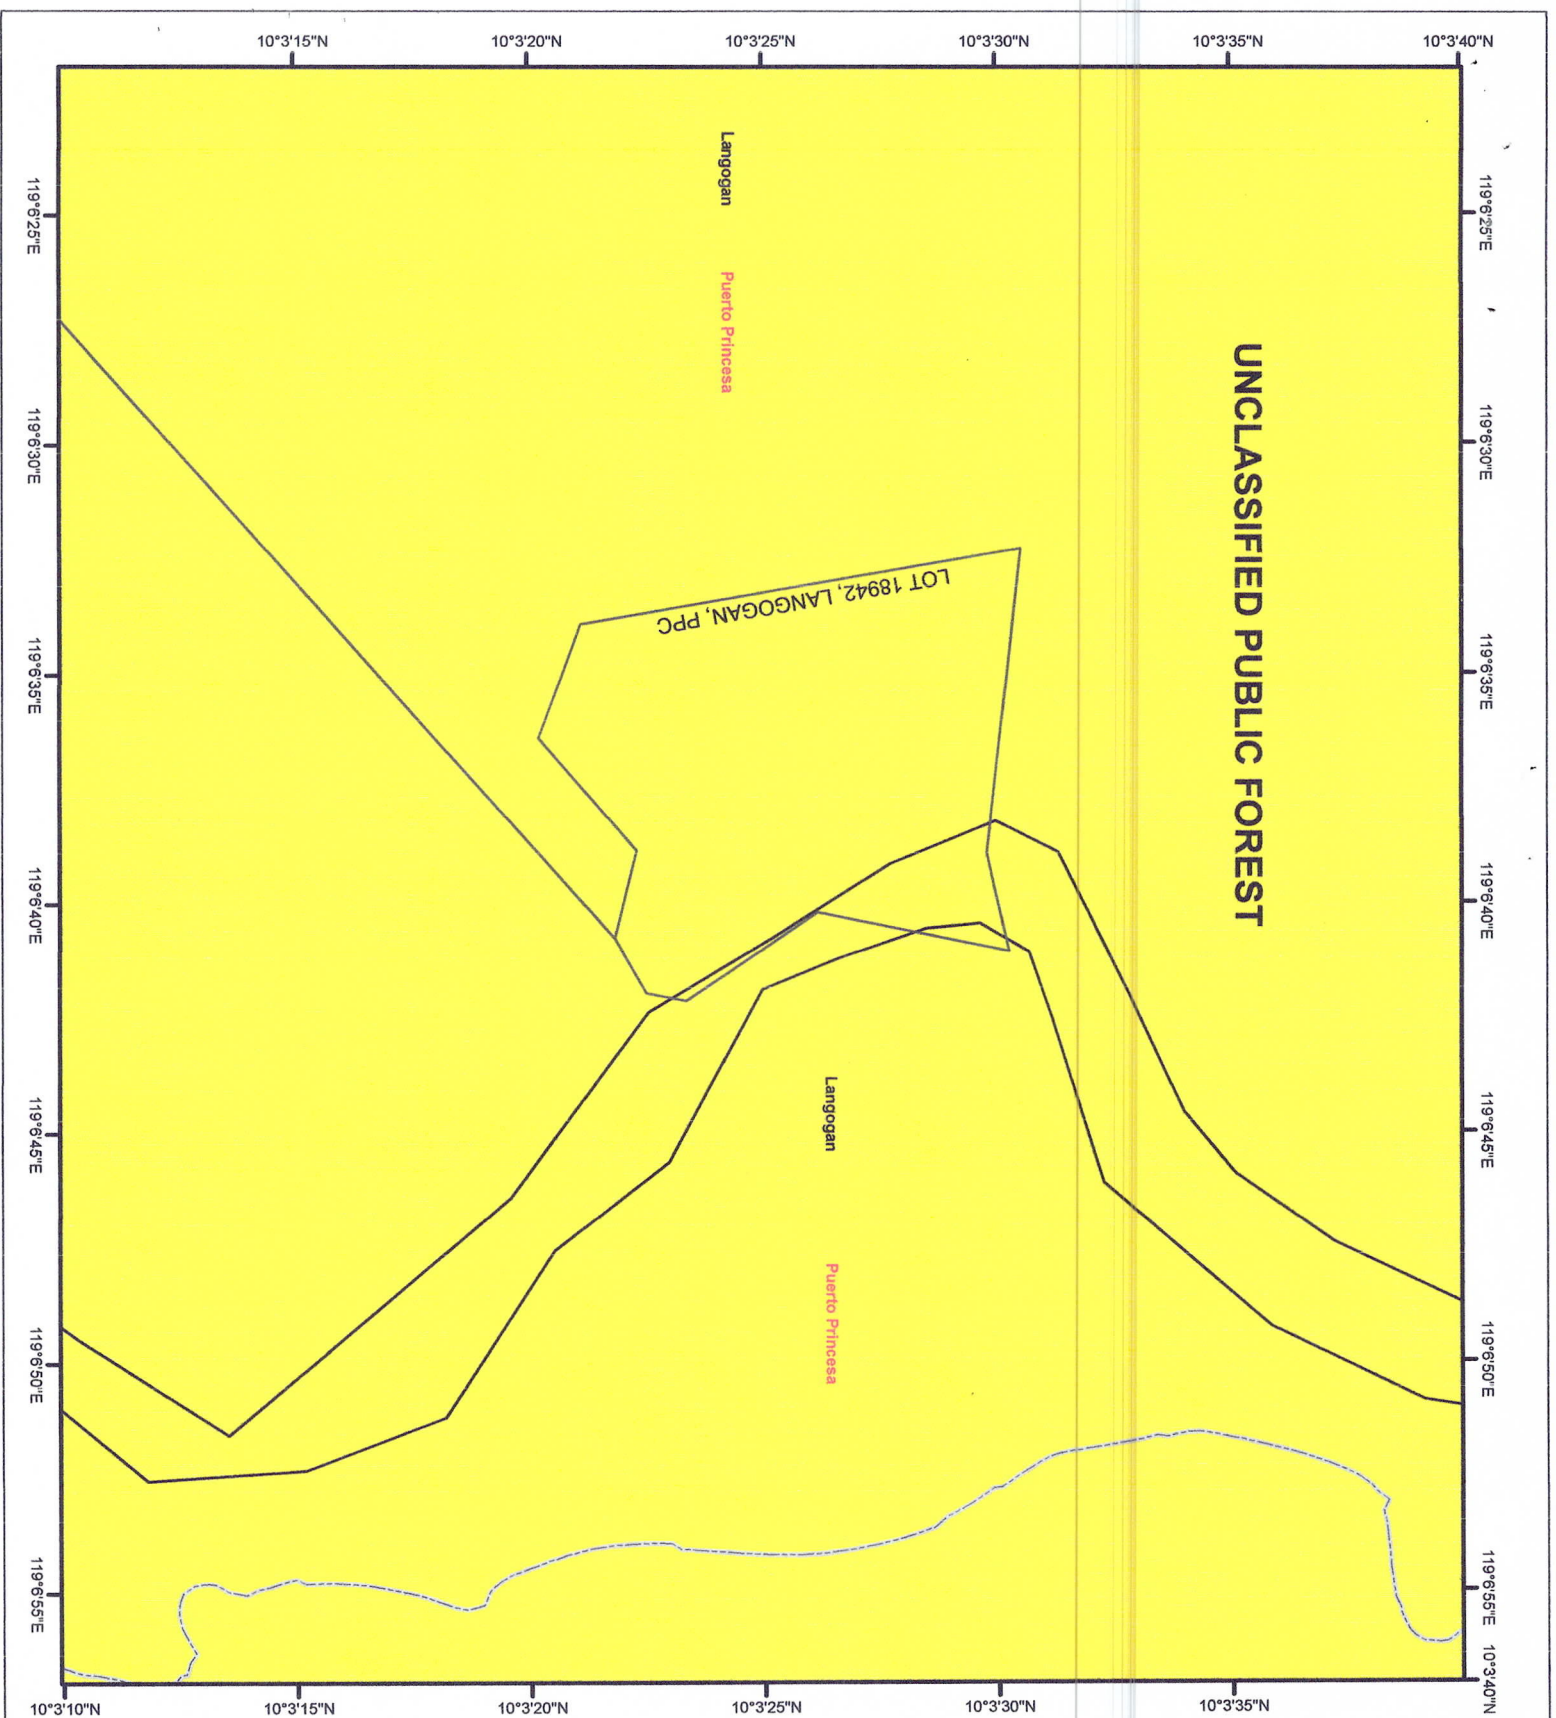 10°3'15"N
10°3'20"N
10°3'25"N
10°3'30"N
10°3'35"N
10°3'40"N
119°6'25"E
119°6'25"E
Langogan
Puerto Princesa
UNCLASSIFIED PUBLIC FOREST
119°6'30"E
119°6'30"E
LOT 18942, LANGOGAN, PPC
119°6'35"E
119°6'35"E
119°6'40"E
119°6'40"E
Langogan
Puerto Princesa
119°6'45"E
119°6'45"E
119°6'50"E
119°6'50"E
119°6'55"E
119°6'55"E
10°3'10"N
10°3'15"N
10°3'20"N
10°3'25"N
10°3'30"N
10°3'35"N
10°3'40"N